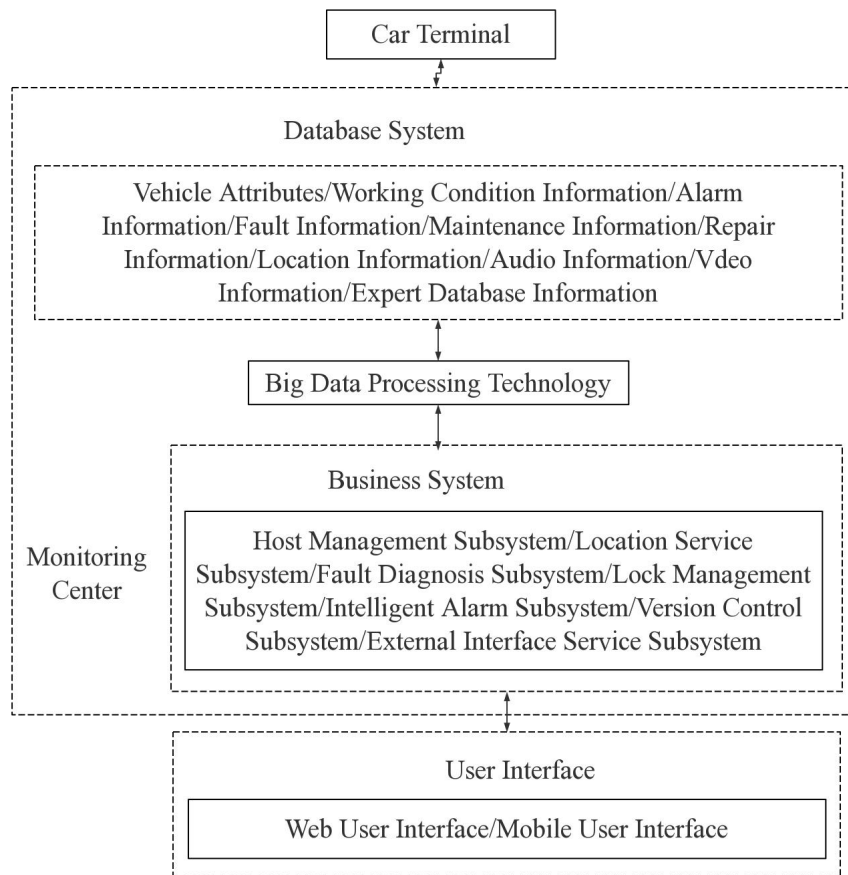 Car Terminal
Database System
Vehicle Attributes/Working Condition Information/Alarm
Information/Fault Information/Maintenance Information/Repair
Information/Location Information/Audio Information/Vdeo
Information/Expert Database Information
Big Data Processing Technology
Business System
Host Management Subsystem/Location Service
Subsystem/Fault Diagnosis Subsystem/Lock Management
Subsystem/Intelligent Alarm Subsystem/Version Control
Subsystem/External Interface Service Subsystem
Monitoring
Center
User Interface
Web User Interface/Mobile User Interface